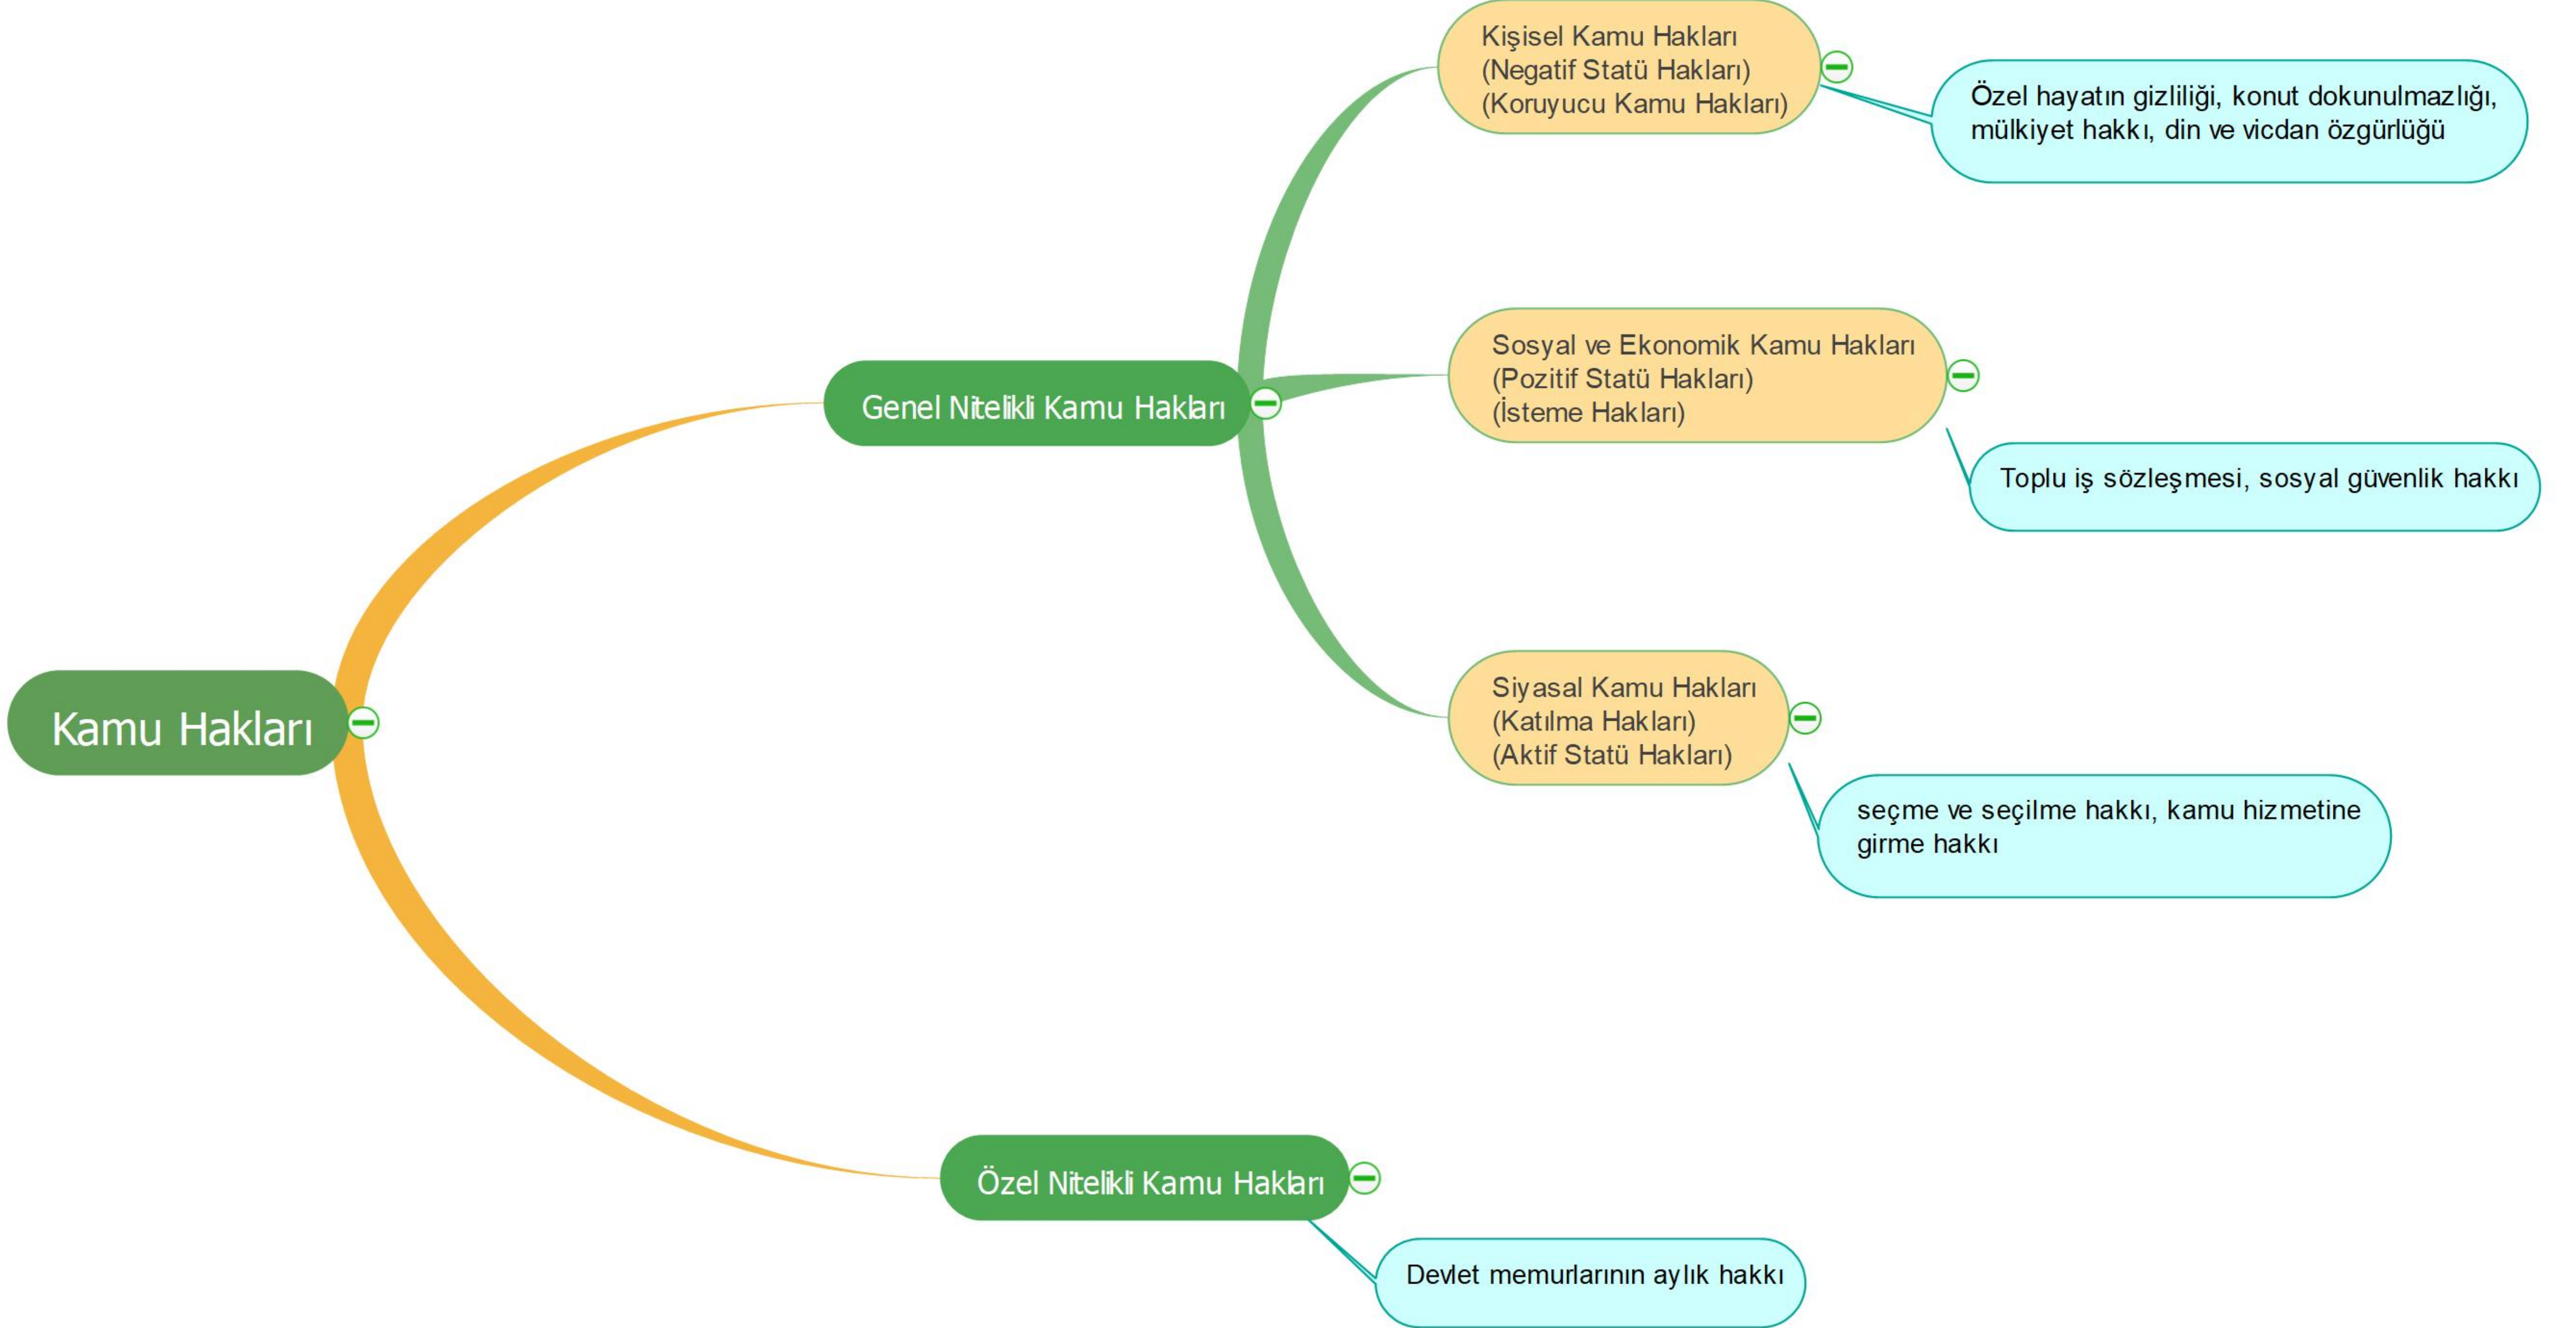 Kişisel Kamu Hakları
(Negatif Statü Hakları)
(Koruyucu Kamu Hakları)
Özel hayatın gizliliği, konut dokunulmazlığı,
mülkiyet hakkı, din ve vicdan özgürlüğü
Genel Nitelikli Kamu Hakları
Sosyal ve Ekonomik Kamu Hakları
(Pozitif Statü Hakları)
(İsteme Hakları)
Toplu iş sözleşmesi, sosyal güvenlik hakkı
Kamu Hakları
Siyasal Kamu Hakları
(Katılma Hakları)
(Aktif Statü Hakları)
seçme ve seçilme hakkı, kamu hizmetine
girme hakkı
Özel Nitelikli Kamu Hakları
Devlet memurlarının aylık hakkı